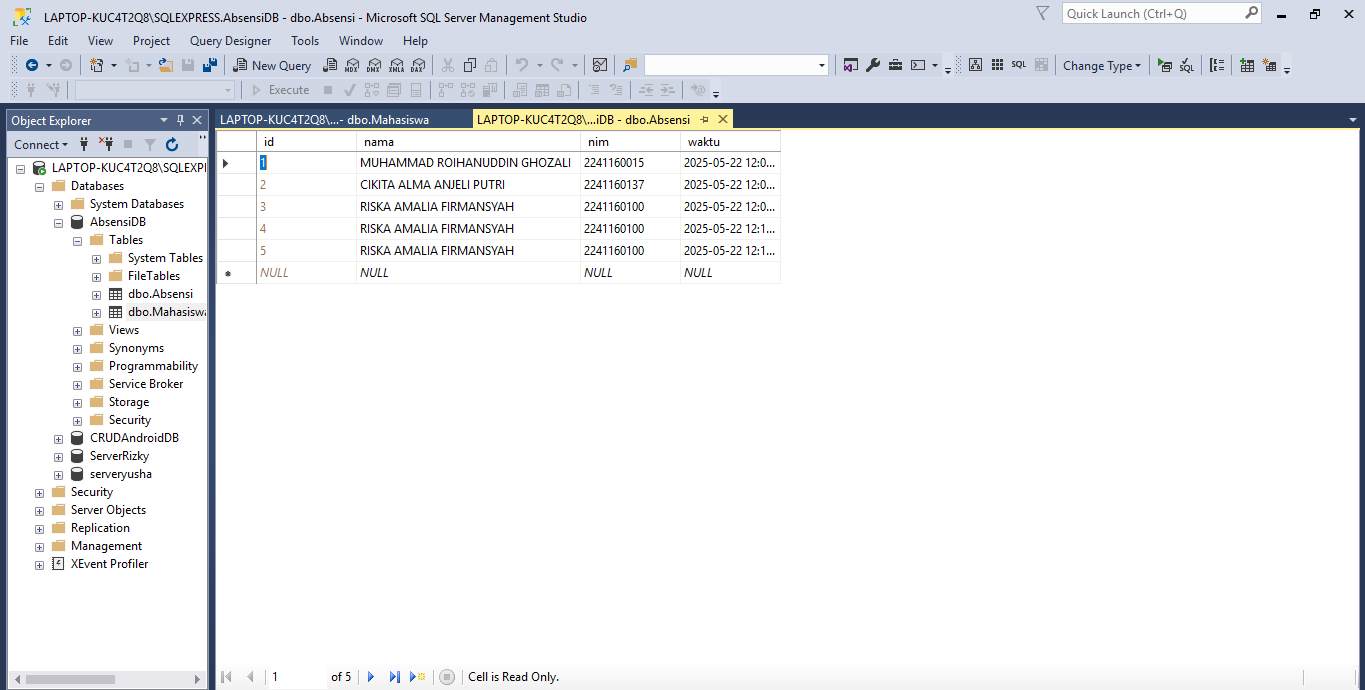 LAPTOP-KUC4T2Q8\SQLEXPRESS.AbsensiDB - dbo.Absensi - Microsoft SQL Server Management Studio
Quick Launch (Ctrl+Q)
File Edit View Project Query Designer Tools Window Help
New Query MDX DMX XMLA DAX SQL Change Type SQL
Execute
Object Explorer
Connect
LAPTOP-KUC4T2Q8\SQLEXPI
Databases
System Databases
AbsensiDB
Tables
System Tables
FileTables
dbo.Absensi
dbo.Mahasiswa
Views
Synonyms
Programmability
Service Broker
Storage
Security
CRUDAndroidDB
ServerRizky
serveryusha
Security
Server Objects
Replication
Management
XEvent Profiler
LAPTOP-KUC4T2Q8\...- dbo.Mahasiswa LAPTOP-KUC4T2Q8\...iDB - dbo.Absensi
id nama nim waktu
1 MUHAMMAD ROIHANUDDIN GHOZALI 2241160015 2025-05-22 12:0...
2 CIKITA ALMA ANJELI PUTRI 2241160137 2025-05-22 12:0...
3 RISKA AMALIA FIRMANSYAH 2241160100 2025-05-22 12:0...
4 RISKA AMALIA FIRMANSYAH 2241160100 2025-05-22 12:1...
5 RISKA AMALIA FIRMANSYAH 2241160100 2025-05-22 12:1...
NULL NULL NULL NULL
1 of 5 Cell is Read Only.